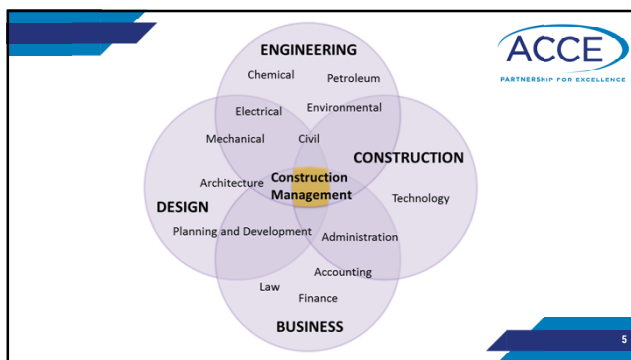 ENGINEERING
ACCE
PARTNERSHIP FOR EXCELLENCE
Chemical
Petroleum
Electrical
Environmental
Mechanical
Civil
CONSTRUCTION
Architecture
Construction
Management
Technology
DESIGN
Planning and Development
Administration
Accounting
Law
Finance
BUSINESS
5